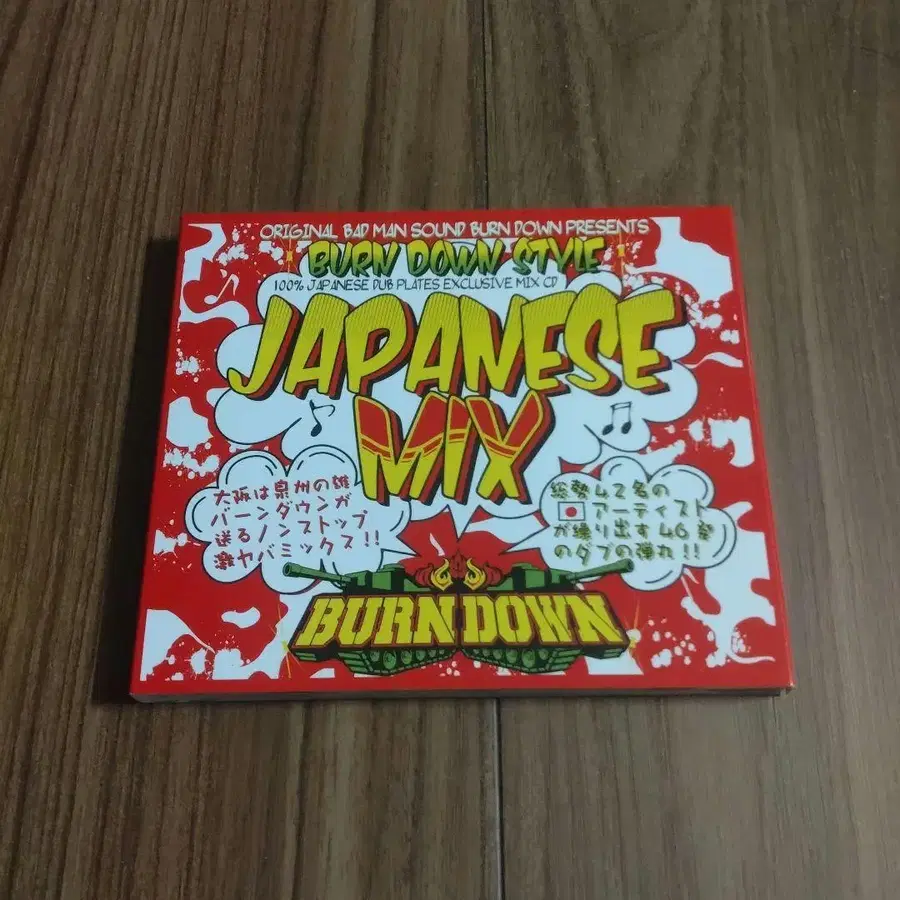 ORIGINAL BAD MAN SOUND BURN DOWN PRESENTS
BURN DOWN STYLE
100% JAPANESE DUB PLATES EXCLUSIVE MIX CD
JAPANESE
MIX
大阪は泉州の雄
バーンダウンが
送るノンストップ
激ヤバミックス!!
総勢42名の
アーティスト
が繰り出す46発
のダブの弾丸!!
BURN DOWN